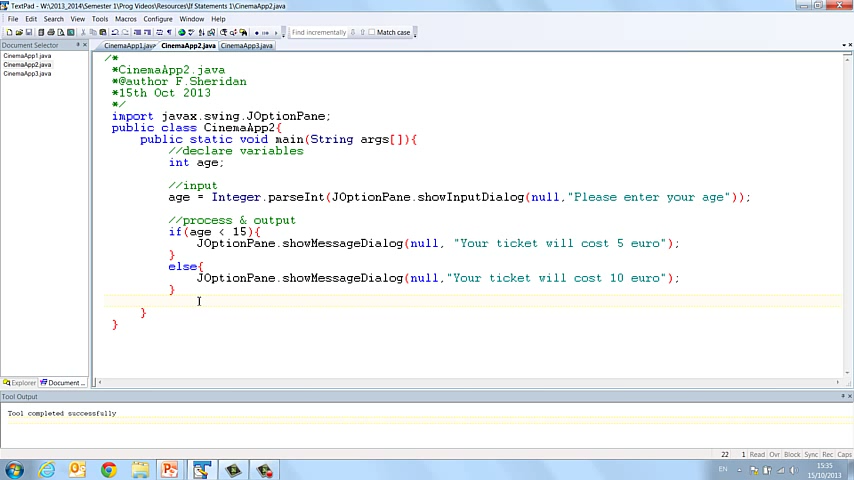 TextPad - W:\2013_2014\Semester 1\Prog Videos\Resources\If Statements 1\CinemaApp2.java
File Edit Search View Tools Macros Configure Window Help
Find incrementally Match case
Document Selector
CinemaApp1.java CinemaApp2.java CinemaApp3.java
CinemaApp1.java
CinemaApp2.java
CinemaApp3.java
/*
*CinemaApp2.java
*@author F.Sheridan
*15th Oct 2013
*/
import javax.swing.JOptionPane;
public class CinemaApp2{
public static void main(String args[]){
//declare variables
int age;
//input
age = Integer.parseInt(JOptionPane.showInputDialog(null,"Please enter your age"));
//process & output
if(age < 15){
JOptionPane.showMessageDialog(null, "Your ticket will cost 5 euro");
}
else{
JOptionPane.showMessageDialog(null,"Your ticket will cost 10 euro");
}
}
}
Explorer Document ...
Tool Output
Tool completed successfully
22 1 Read Ovr Block Sync Rec Caps
EN 15:35
15/10/2013